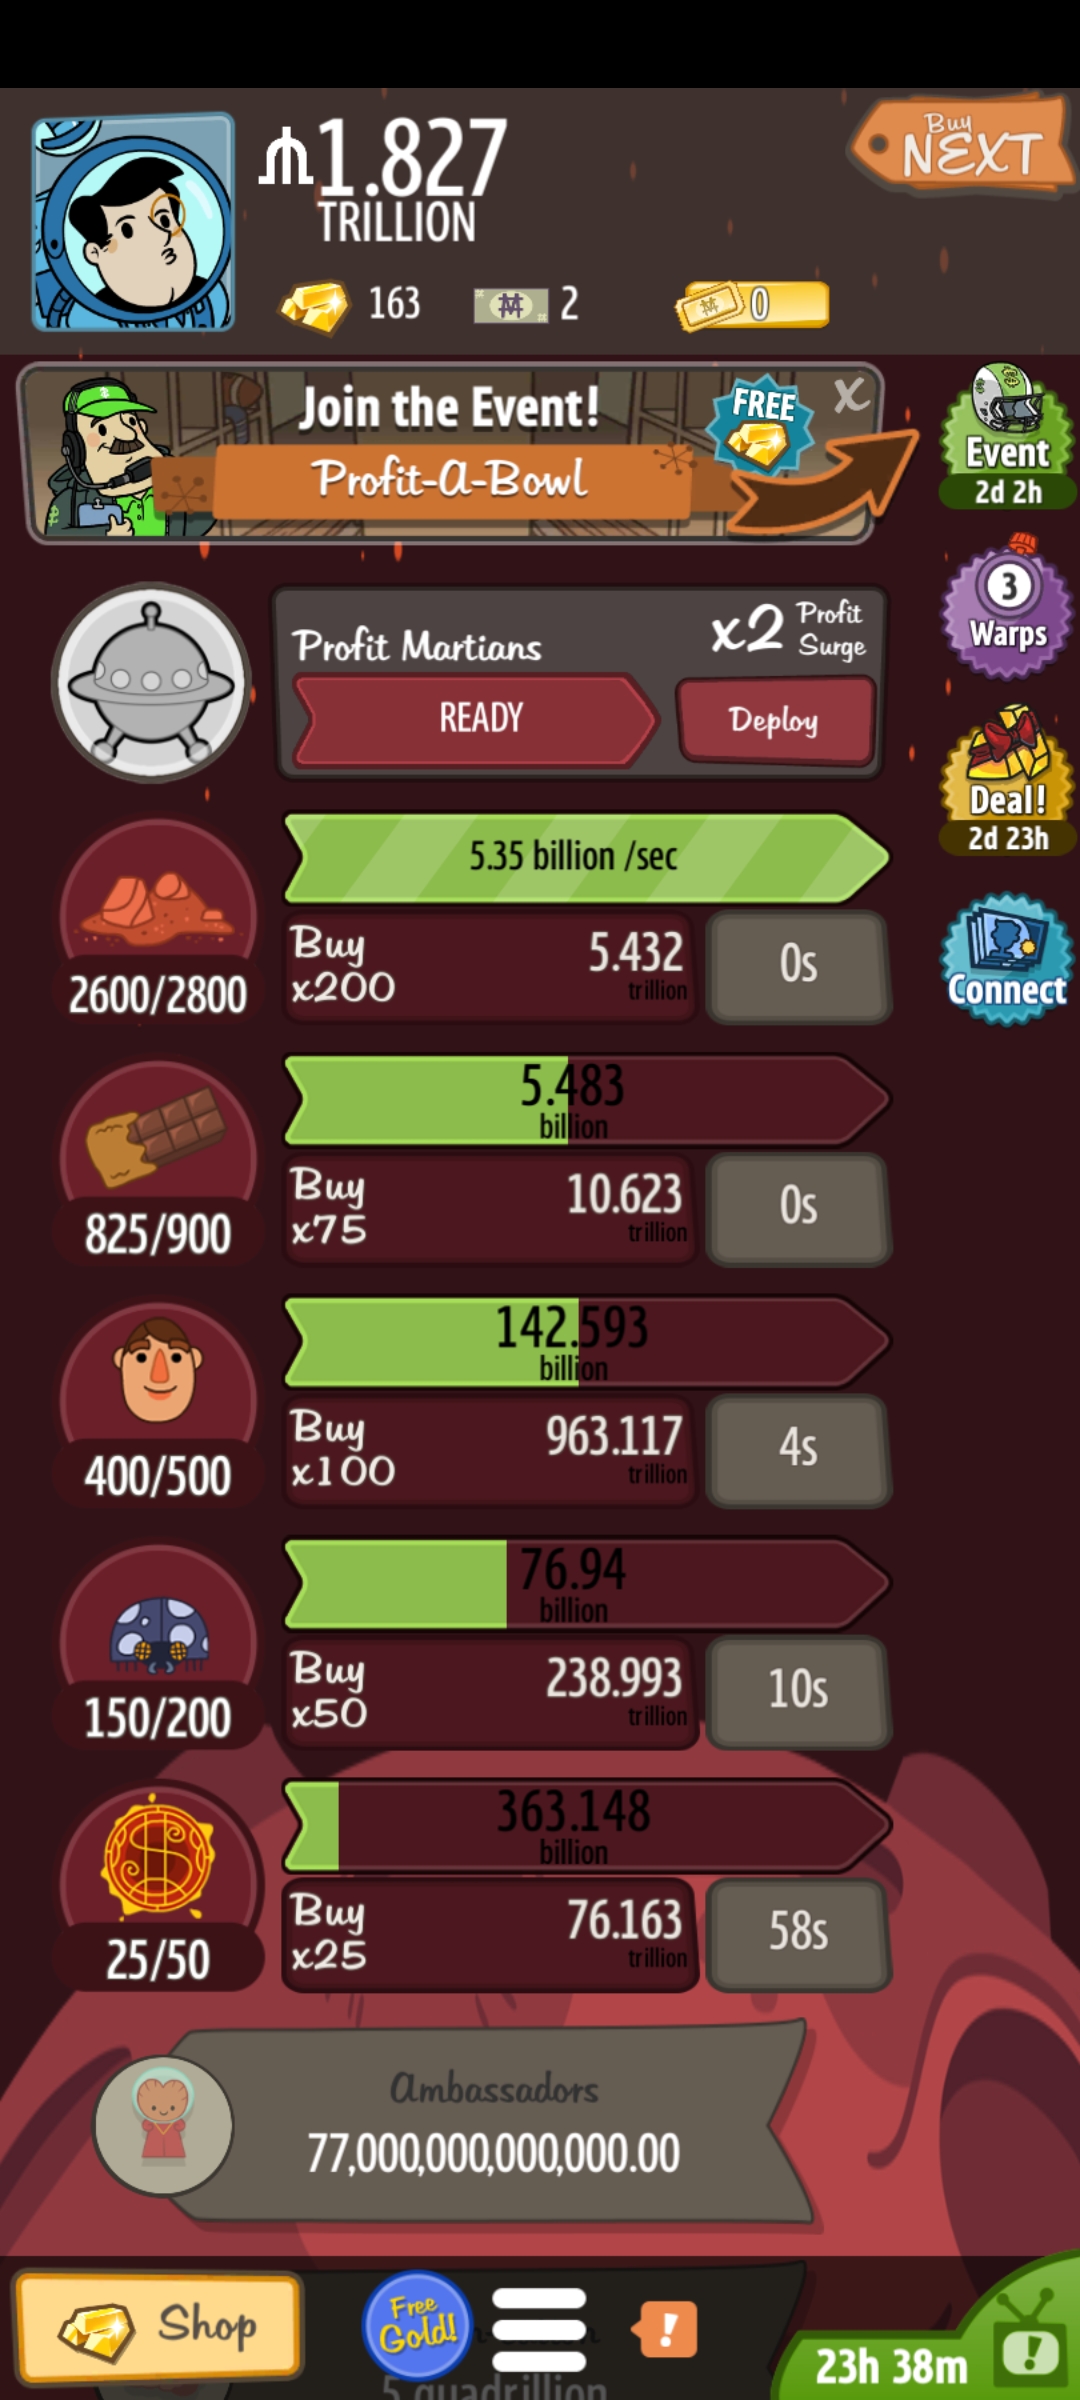 ₼1.827
TRILLION
Buy
NEXT
163
2
0
Join the Event!
FREE
X
Profit-A-Bowl
Event
2d 2h
3
Warps
Profit Martians
x2 Profit
Surge
READY
Deploy
Deal!
2d 23h
5.35 billion /sec
Buy
x200
5.432
trillion
0s
2600/2800
Connect
5.483
billion
Buy
x75
10.623
trillion
0s
825/900
142.593
billion
Buy
x100
963.117
trillion
4s
400/500
76.94
billion
Buy
x50
238.993
trillion
10s
150/200
363.148
billion
Buy
x25
76.163
trillion
58s
25/50
Ambassadors
77,000,000,000,000.00
Shop
Free
Gold!
!
23h 38m
!
5 quadrillion